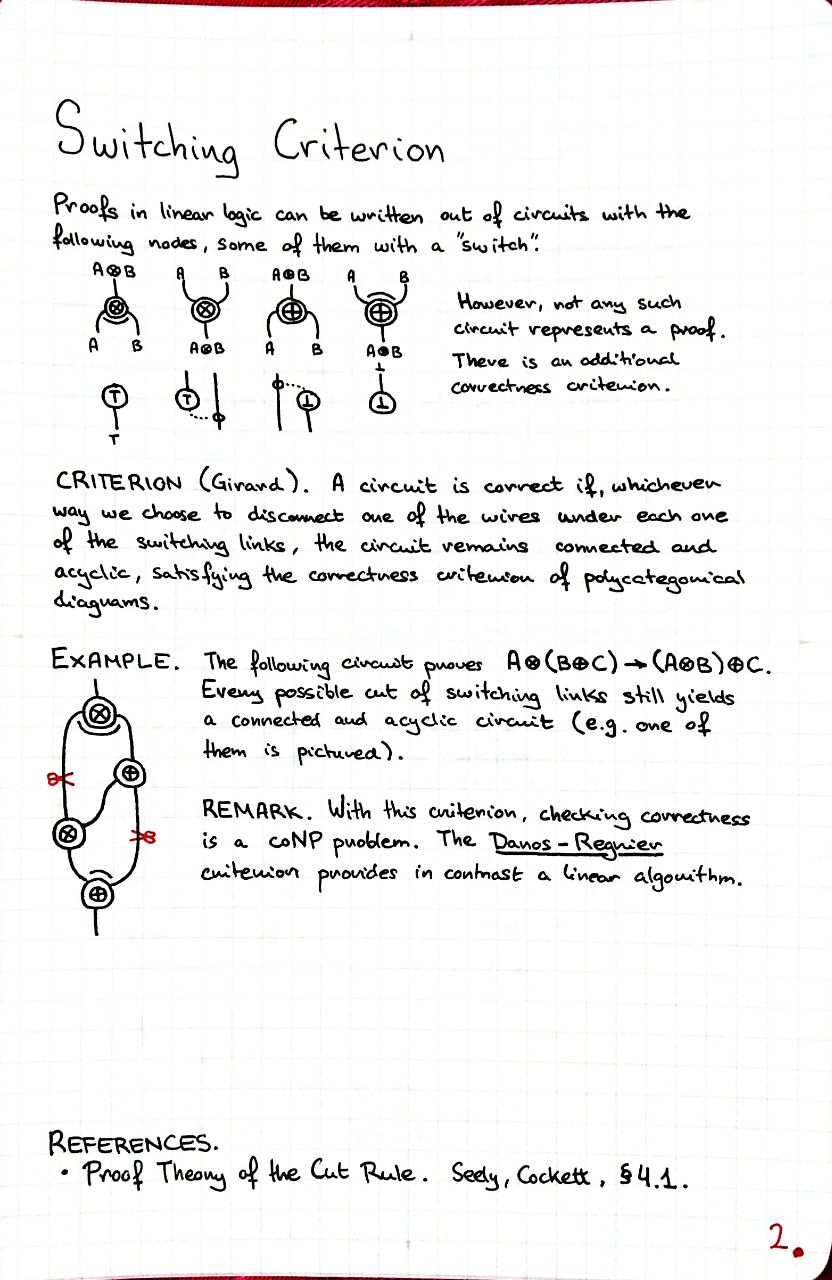 Switching Criterion
Proofs in linear logic can be written out of circuits with the
following nodes, some of them with a "switch".
A⊗B A B A⊕B A B
A B A⊗B A B A⊕B
However, not any such
circuit represents a proof.
There is an additional
correctness criterion.
⊤ ⊤ ⊥ ⊥ ⊥
⊤
CRITERION (Girard). A circuit is correct if, whichever
way we choose to disconnect one of the wires under each one
of the switching links, the circuit remains connected and
acyclic, satisfying the correctness criterion of polycategorical
diagrams.
EXAMPLE. The following circuit proves A⊗(B⊕C)→(A⊗B)⊕C.
Every possible cut of switching links still yields
a connected and acyclic circuit (e.g. one of
them is pictured).
REMARK. With this criterion, checking correctness
is a coNP problem. The Danos-Regnier
criterion provides in contrast a linear algorithm.
REFERENCES.
• Proof Theory of the Cut Rule. Seely, Cockett, §4.1.
2.